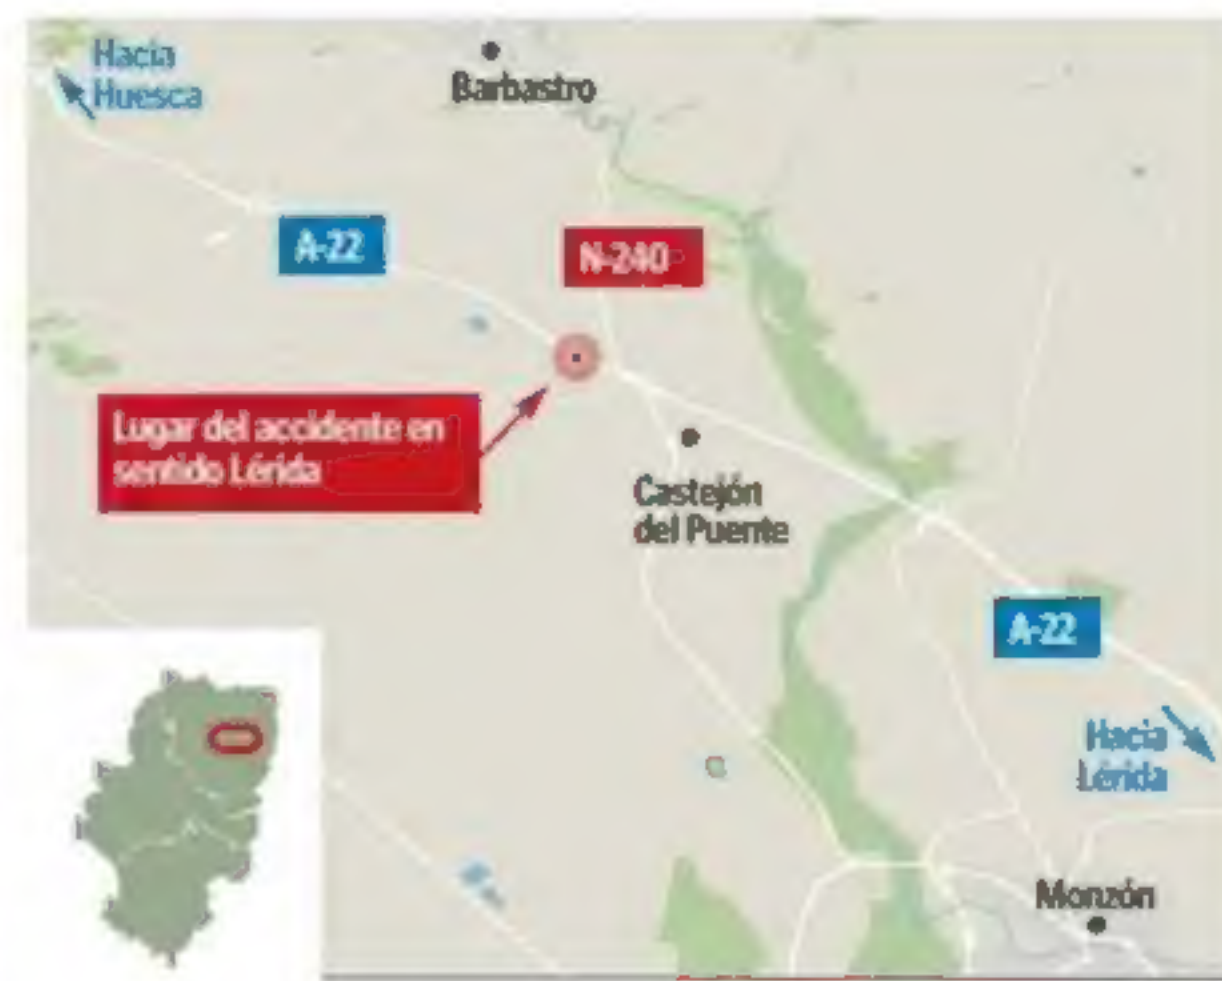 Hacia
Huesca
Barbastro
A-22
N-240
Lugar del accidente en
sentido Lérida
Castejón
del Puente
A-22
Hacia
Lérida
Monzón